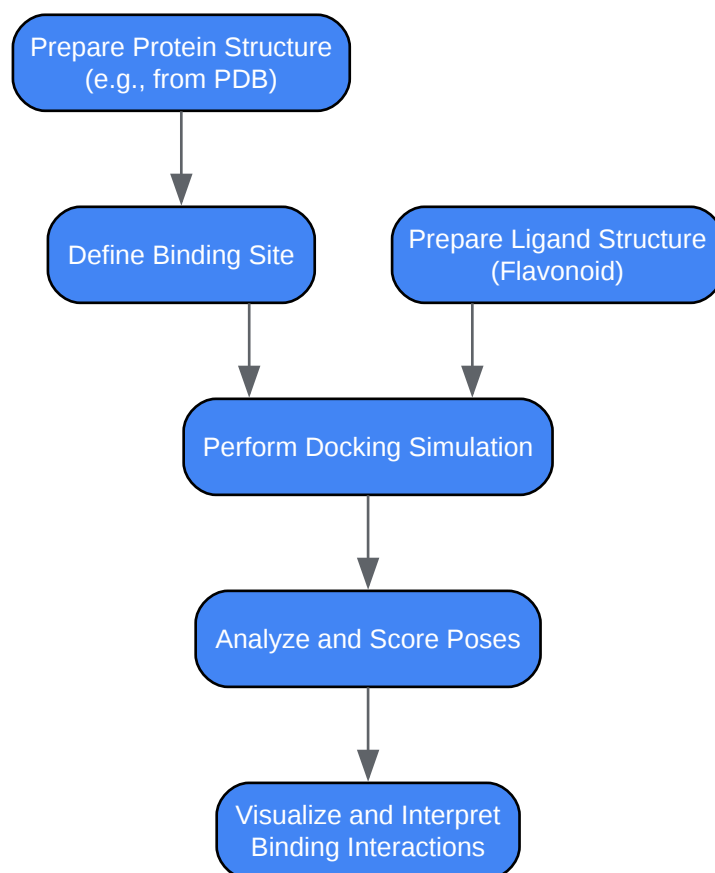 Prepare Protein Structure
(e.g., from PDB)
Define Binding Site
Prepare Ligand Structure
(Flavonoid)
Perform Docking Simulation
Analyze and Score Poses
Visualize and Interpret
Binding Interactions